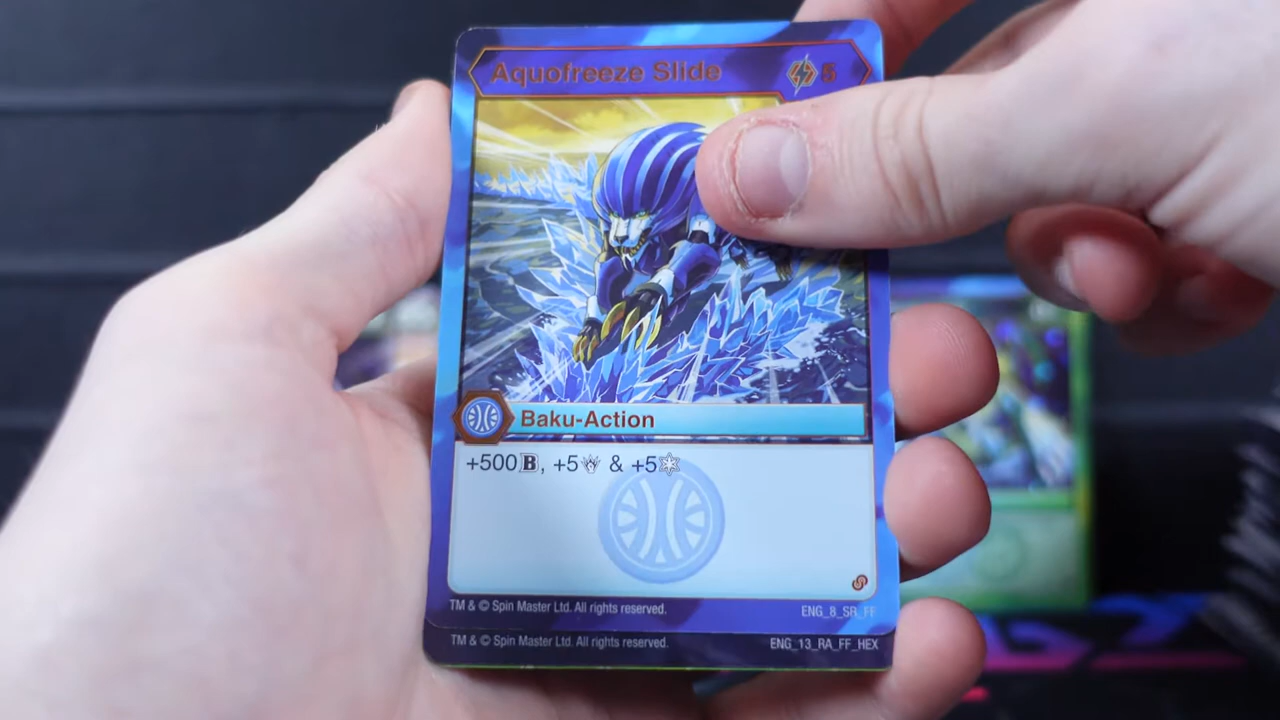 Aquofreeze Slide 5
Baku-Action
+500 B, +5 & +5
TM & © Spin Master Ltd. All rights reserved. ENG_8_SR_FF
TM & © Spin Master Ltd. All rights reserved. ENG_13_RA_FF_HEX